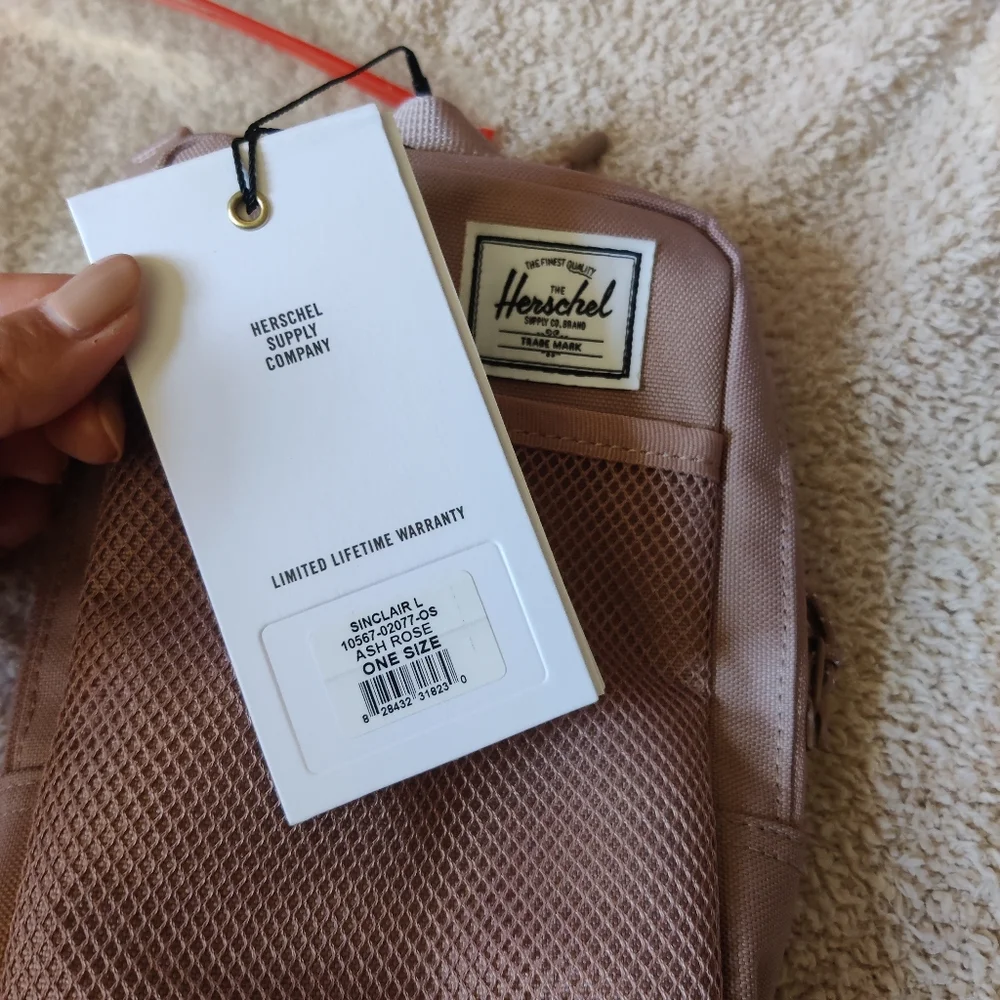 HERSCHEL
SUPPLY
COMPANY
LIMITED LIFETIME WARRANTY
SINCLAIR L
10567-02077-OS
ASH ROSE
ONE SIZE
8 28432 31823 0
THE FINEST QUALITY
THE
Herschel
SUPPLY CO. BRAND
TRADE MARK